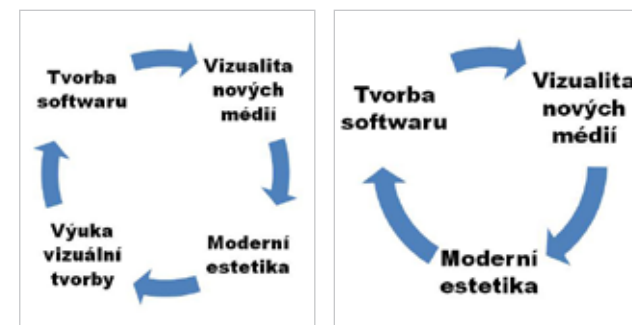 Tvorba
softwaru
Vizualita
nových
médií
Moderní
estetika
Výuka
vizuální
tvorby
Tvorba
softwaru
Vizualita
nových
médií
Moderní
estetika